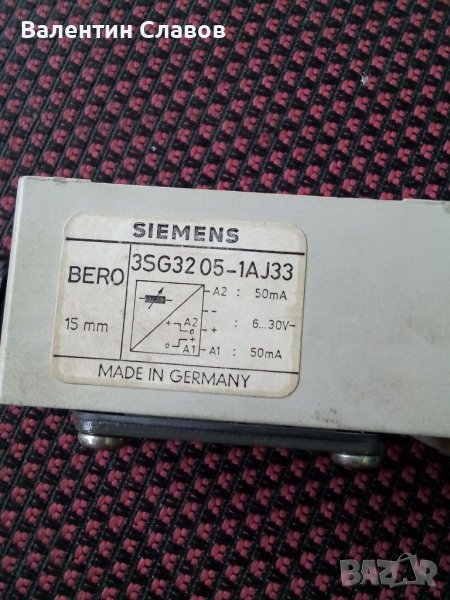 Валентин Славов
SIEMENS
BERO
3SG32 05-1AJ33
15 mm
A2 : 50mA
-
+ : 6...30V-
A1 : 50mA
+ A2
+
A1
MADE IN GERMANY
BAZAR